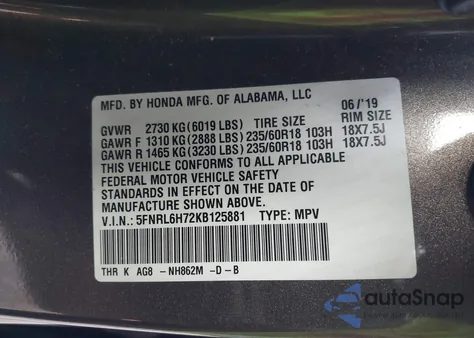 MFD. BY HONDA MFG. OF ALABAMA, LLC 06/'19
GVWR 2730 KG(6019 LBS) TIRE SIZE RIM SIZE
GAWR F 1310 KG(2888 LBS) 235/60R18 103H 18X7.5J
GAWR R 1465 KG(3230 LBS) 235/60R18 103H 18X7.5J
THIS VEHICLE CONFORMS TO ALL APPLICABLE
FEDERAL MOTOR VEHICLE SAFETY
STANDARDS IN EFFECT ON THE DATE OF
MANUFACTURE SHOWN ABOVE.
V.I.N.: 5FNRL6H72KB125881 TYPE: MPV
THR K AG8 - NH862M - D - B
autoSnap